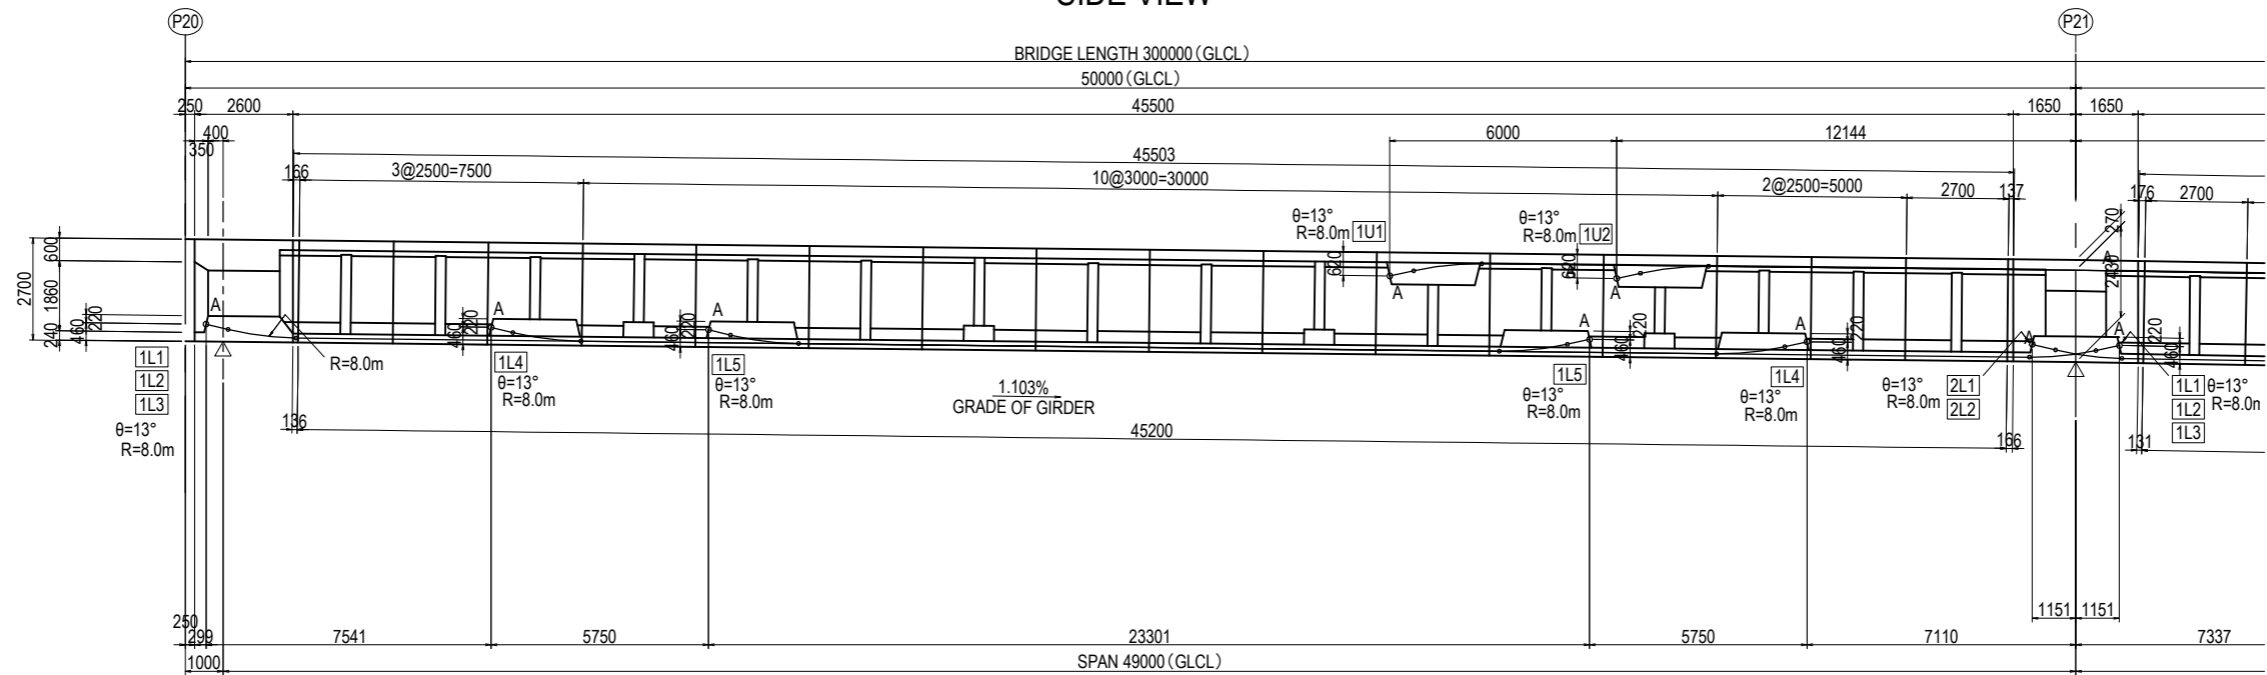 SIDE VIEW
P20
P21
BRIDGE LENGTH 300000 (GLCL)
50000 (GLCL)
250
2600
45500
1650
1650
400
350
6000
12144
45503
166
3@2500=7500
10@3000=30000
2@2500=5000
2700
137
176
2700
θ=13°
R=8.0m
1U1
θ=13°
R=8.0m
1U2
270
2430
620
620
2700
600
1860
240
460
220
A
A
A
A
A
A
A
A
A
460
220
460
220
460
220
460
220
220
460
R=8.0m
1L1
1L2
1L3
θ=13°
R=8.0m
1L4
θ=13°
R=8.0m
1L5
θ=13°
R=8.0m
1.103%
GRADE OF GIRDER
1L5
θ=13°
R=8.0m
1L4
θ=13°
R=8.0m
θ=13°
R=8.0m
2L1
2L2
1L1
1L2
1L3
θ=13°
R=8.0
136
45200
166
131
1151
1151
250
299
7541
5750
23301
5750
7110
7337
1000
SPAN 49000 (GLCL)